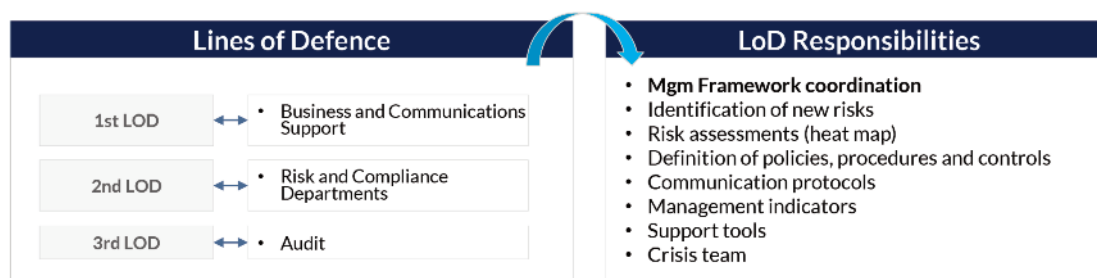 Lines of Defence
1st LOD
• Business and Communications
Support
2nd LOD
• Risk and Compliance
Departments
3rd LOD
• Audit
LoD Responsibilities
• Mgm Framework coordination
• Identification of new risks
• Risk assessments (heat map)
• Definition of policies, procedures and controls
• Communication protocols
• Management indicators
• Support tools
• Crisis team